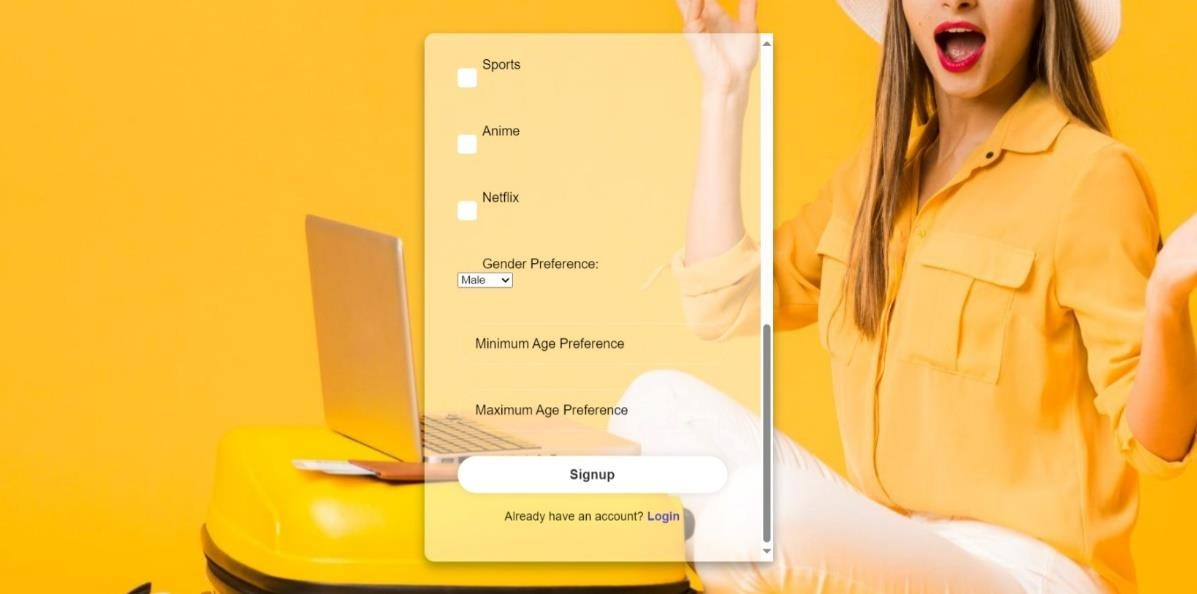 Sports
Anime
Netflix
Gender Preference:
Male
Minimum Age Preference
Maximum Age Preference
Signup
Already have an account? Login